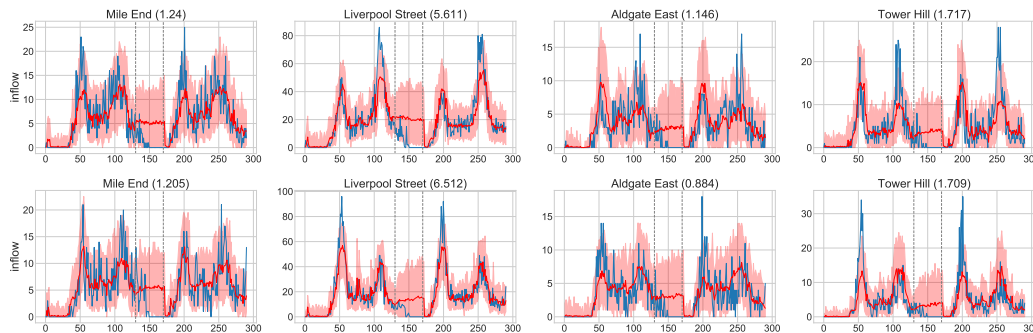 Mile End (1.24)
Liverpool Street (5.611)
Aldgate East (1.146)
Tower Hill (1.717)
inflow
25
20
15
10
5
0
80
60
40
20
0
15
10
5
0
25
20
15
10
5
0
0 50 100 150 200 250 300
0 50 100 150 200 250 300
0 50 100 150 200 250 300
0 50 100 150 200 250 300
Mile End (1.205)
Liverpool Street (6.512)
Aldgate East (0.884)
Tower Hill (1.709)
inflow
20
15
10
5
0
100
80
60
40
20
0
15
10
5
0
30
20
10
0
0 50 100 150 200 250 300
0 50 100 150 200 250 300
0 50 100 150 200 250 300
0 50 100 150 200 250 300